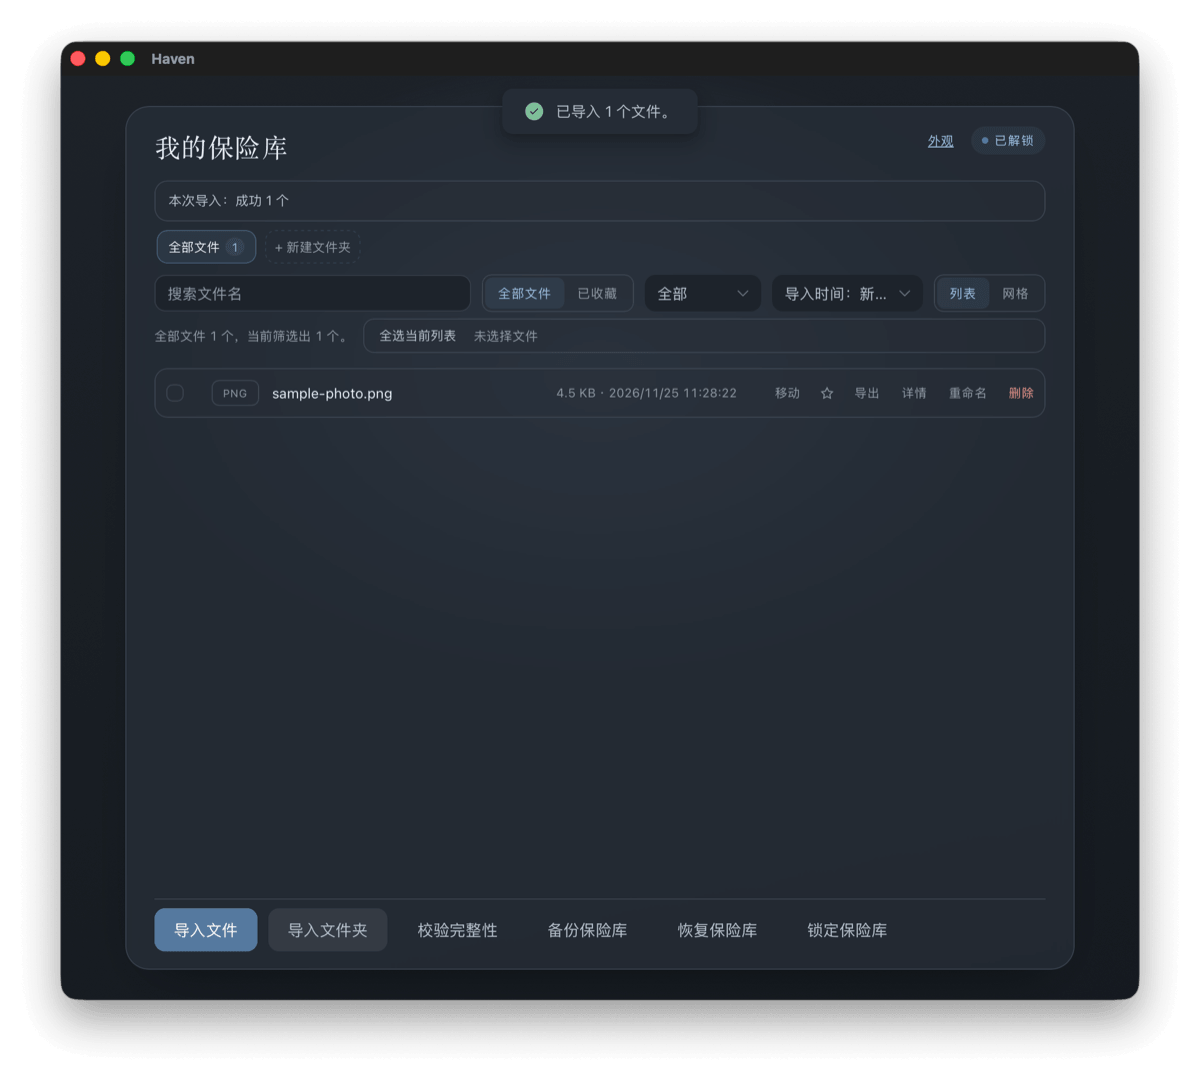 Haven
已导入 1 个文件。
我的保险库
外观 已解锁
本次导入：成功 1 个
全部文件 1 + 新建文件夹
搜索文件名 全部文件 已收藏 全部 导入时间：新... 列表 网格
全部文件 1 个，当前筛选出 1 个。 全选当前列表 未选择文件
PNG sample-photo.png 4.5 KB · 2026/11/25 11:28:22 移动 导出 详情 重命名 删除
导入文件 导入文件夹 校验完整性 备份保险库 恢复保险库 锁定保险库